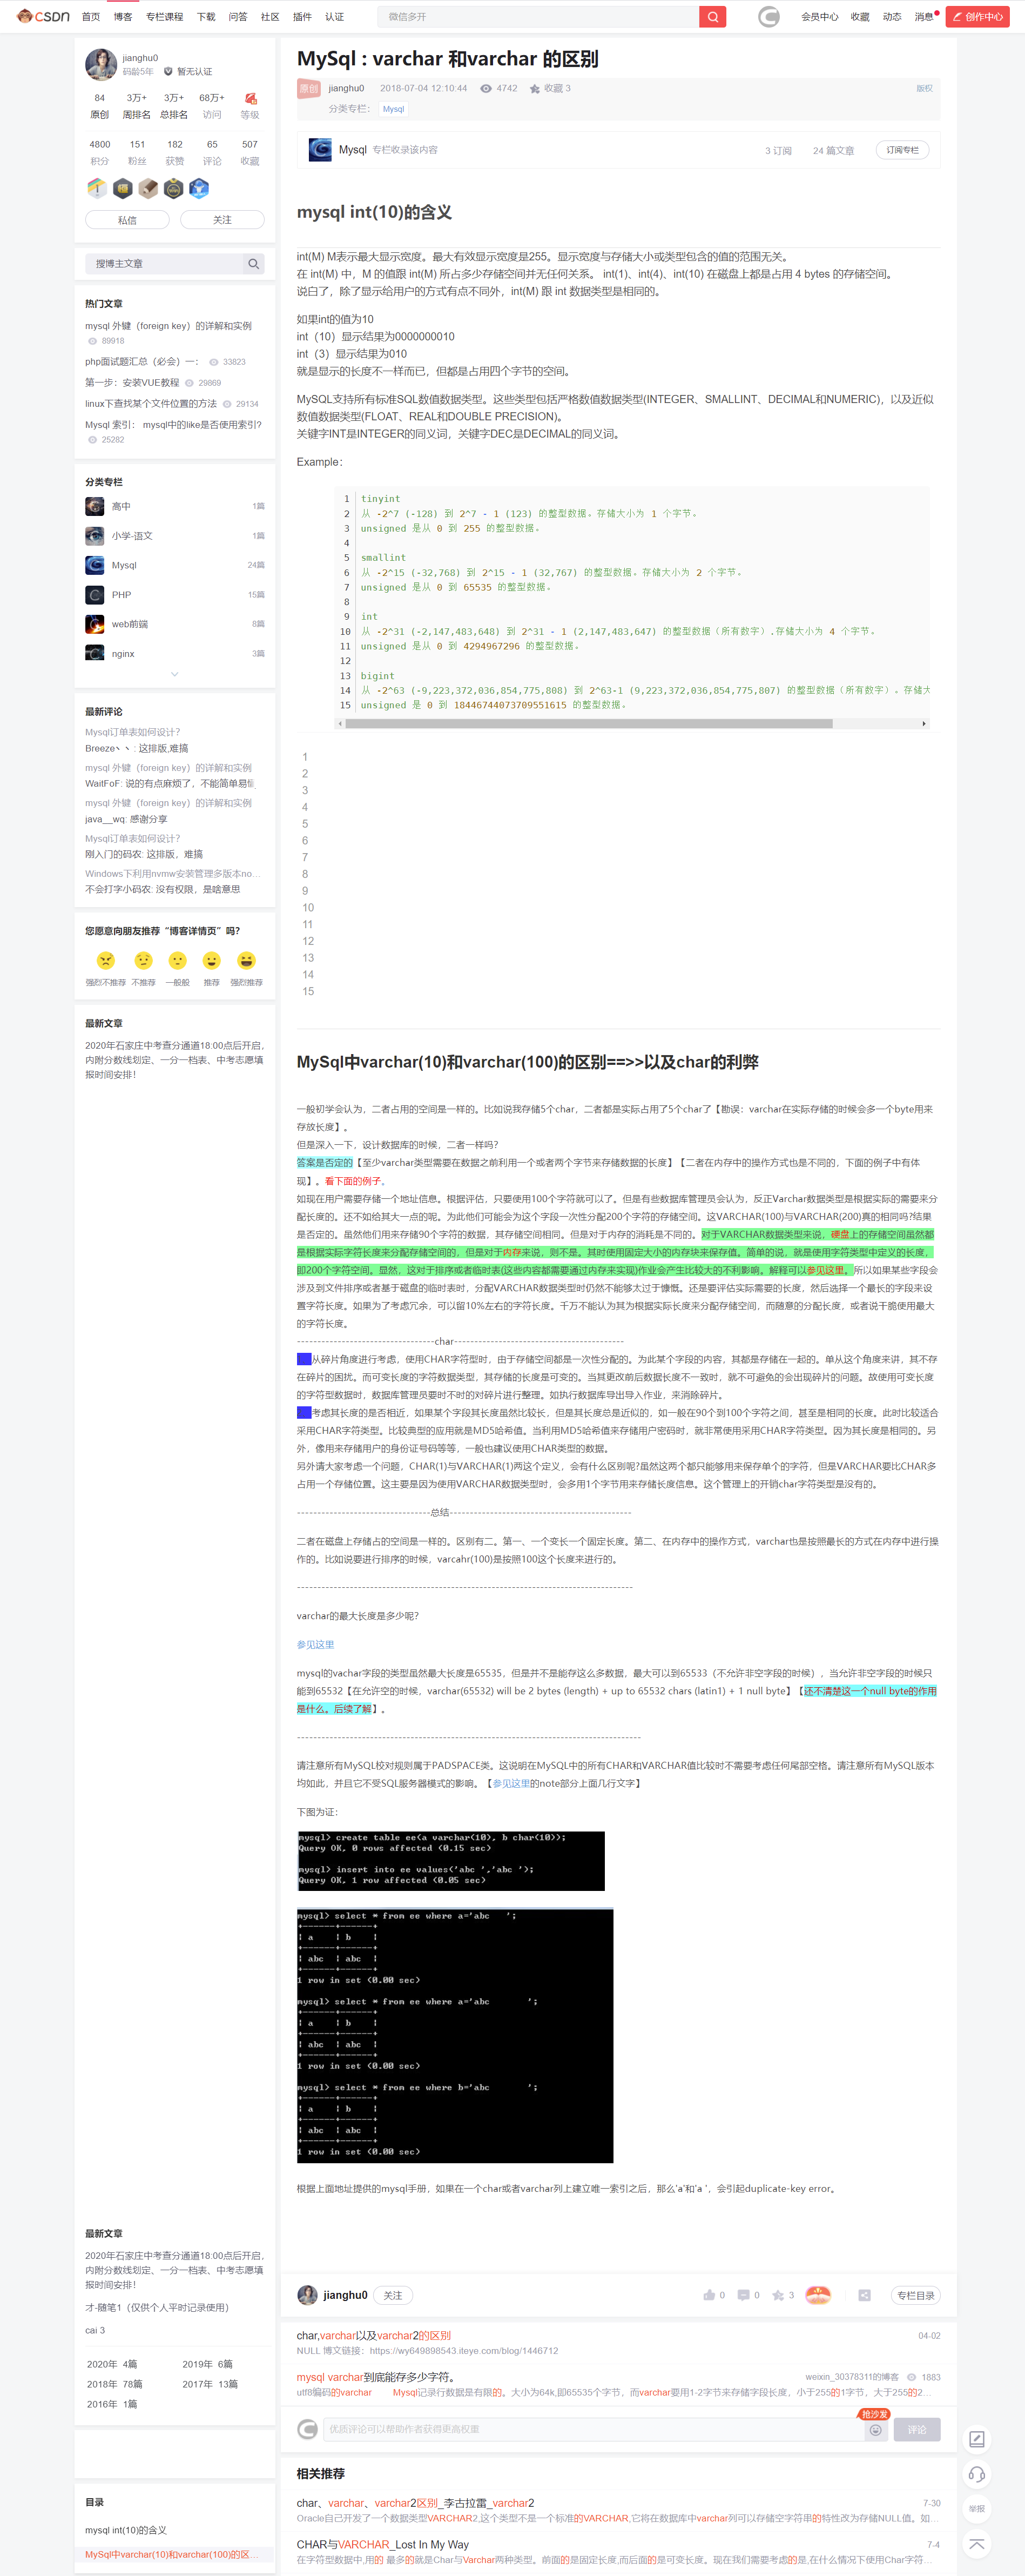 CSDN 首页 博客 专栏课程 下载 问答 社区 插件 认证 微信多开 会员中心 收藏 动态 消息 创作中心
jianghu0
码龄5年 暂无认证
84 3万+ 3万+ 68万+
原创 周排名 总排名 访问 等级
4800 151 182 65 507
积分 粉丝 获赞 评论 收藏
私信 关注
搜博主文章
热门文章
mysql 外键（foreign key）的详解和实例
89918
php面试题汇总（必会）一： 33823
第一步：安装VUE教程 29869
linux下查找某个文件位置的方法 29134
Mysql 索引： mysql中的like是否使用索引?
25282
分类专栏
高中 1篇
小学-语文 1篇
Mysql 24篇
PHP 15篇
web前端 8篇
nginx 3篇
最新评论
Mysql订单表如何设计?
Breeze丶丶: 这排版,难搞
mysql 外键（foreign key）的详解和实例
WaitFoF: 说的有点麻烦了，不能简单易
mysql 外键（foreign key）的详解和实例
java__wq: 感谢分享
Mysql订单表如何设计?
刚入门的码农: 这排版，难搞
Windows下利用nvmw安装管理多版本no…
不会打字小码农: 没有权限，是啥意思
您愿意向朋友推荐“博客详情页”吗?
强烈不推荐 不推荐 一般般 推荐 强烈推荐
最新文章
2020年石家庄中考查分通道18:00点后开启，
内附分数线划定、一分一档表、中考志愿填
报时间安排！
最新文章
2020年石家庄中考查分通道18:00点后开启，
内附分数线划定、一分一档表、中考志愿填
报时间安排！
才-随笔1（仅供个人平时记录使用）
cai 3
2020年 4篇 2019年 6篇
2018年 78篇 2017年 13篇
2016年 1篇
目录
mysql int(10)的含义
MySql中varchar(10)和varchar(100)的区…
MySql : varchar 和varchar 的区别
原创 jianghu0 2018-07-04 12:10:44 4742 收藏 3 版权
分类专栏： Mysql
Mysql 专栏收录该内容 3 订阅 24 篇文章 订阅专栏
mysql int(10)的含义
int(M) M表示最大显示宽度。最大有效显示宽度是255。显示宽度与存储大小或类型包含的值的范围无关。
在 int(M) 中，M 的值跟 int(M) 所占多少存储空间并无任何关系。 int(1)、int(4)、int(10) 在磁盘上都是占用 4 bytes 的存储空间。
说白了，除了显示给用户的方式有点不同外，int(M) 跟 int 数据类型是相同的。
如果int的值为10
int（10）显示结果为0000000010
int（3）显示结果为010
就是显示的长度不一样而已，但都是占用四个字节的空间。
MySQL支持所有标准SQL数值数据类型。这些类型包括严格数值数据类型(INTEGER、SMALLINT、DECIMAL和NUMERIC)，以及近似
数值数据类型(FLOAT、REAL和DOUBLE PRECISION)。
关键字INT是INTEGER的同义词，关键字DEC是DECIMAL的同义词。
Example：
1 tinyint
2 从 -2^7 (-128) 到 2^7 - 1 (123) 的整型数据。存储大小为 1 个字节。
3 unsigned 是从 0 到 255 的整型数据。
4
5 smallint
6 从 -2^15 (-32,768) 到 2^15 - 1 (32,767) 的整型数据。存储大小为 2 个字节。
7 unsigned 是从 0 到 65535 的整型数据。
8
9 int
10 从 -2^31 (-2,147,483,648) 到 2^31 - 1 (2,147,483,647) 的整型数据（所有数字）.存储大小为 4 个字节。
11 unsigned 是从 0 到 4294967296 的整型数据。
12
13 bigint
14 从 -2^63 (-9,223,372,036,854,775,808) 到 2^63-1 (9,223,372,036,854,775,807) 的整型数据（所有数字）。存储大
15 unsigned 是 0 到 18446744073709551615 的整型数据。
1
2
3
4
5
6
7
8
9
10
11
12
13
14
15
MySql中varchar(10)和varchar(100)的区别==>>以及char的利弊
一般初学会认为，二者占用的空间是一样的。比如说我存储5个char，二者都是实际占用了5个char了【勘误：varchar在实际存储的时候会多一个byte用来
存放长度】。
但是深入一下，设计数据库的时候，二者一样吗?
答案是否定的【至少varchar类型需要在数据之前利用一个或者两个字节来存储数据的长度】【二者在内存中的操作方式也是不同的，下面的例子中有体
现】。看下面的例子。
如现在用户需要存储一个地址信息。根据评估，只要使用100个字符就可以了。但是有些数据库管理员会认为，反正Varchar数据类型是根据实际的需要来分
配长度的。还不如给其大一点的呢。为此他们可能会为这个字段一次性分配200个字符的存储空间。这VARCHAR(100)与VARCHAR(200)真的相同吗?结果
是否定的。虽然他们用来存储90个字符的数据，其存储空间相同。但是对于内存的消耗是不同的。对于VARCHAR数据类型来说，硬盘上的存储空间虽然都
是根据实际字符长度来分配存储空间的，但是对于内存来说，则不是。其时使用固定大小的内存块来保存值。简单的说，就是使用字符类型中定义的长度，
即200个字符空间。显然，这对于排序或者临时表(这些内容都需要通过内存来实现)作业会产生比较大的不利影响。解释可以参见这里。所以如果某些字段会
涉及到文件排序或者基于磁盘的临时表时，分配VARCHAR数据类型时仍然不能够太过于慷慨。还是要评估实际需要的长度，然后选择一个最长的字段来设
置字符长度。如果为了考虑冗余，可以留10%左右的字符长度。千万不能认为其为根据实际长度来分配存储空间，而随意的分配长度，或者说干脆使用最大
的字符长度。
----------------------------------char------------------------------------------
从碎片角度进行考虑，使用CHAR字符型时，由于存储空间都是一次性分配的。为此某个字段的内容，其都是存储在一起的。单从这个角度来讲，其不存
在碎片的困扰。而可变长度的字符数据类型，其存储的长度是可变的。当其更改前后数据长度不一致时，就不可避免的会出现碎片的问题。故使用可变长度
的字符型数据时，数据库管理员要时不时的对碎片进行整理。如执行数据库导出导入作业，来消除碎片。
考虑其长度的是否相近，如果某个字段其长度虽然比较长，但是其长度总是近似的，如一般在90个到100个字符之间，甚至是相同的长度。此时比较适合
采用CHAR字符类型。比较典型的应用就是MD5哈希值。当利用MD5哈希值来存储用户密码时，就非常使用采用CHAR字符类型。因为其长度是相同的。另
外，像用来存储用户的身份证号码等等，一般也建议使用CHAR类型的数据。
另外请大家考虑一个问题，CHAR(1)与VARCHAR(1)两这个定义，会有什么区别呢?虽然这两个都只能够用来保存单个的字符，但是VARCHAR要比CHAR多
占用一个存储位置。这主要是因为使用VARCHAR数据类型时，会多用1个字节用来存储长度信息。这个管理上的开销char字符类型是没有的。
---------------------------------总结---------------------------------------------
二者在磁盘上存储占的空间是一样的。区别有二。第一、一个变长一个固定长度。第二、在内存中的操作方式，varchar也是按照最长的方式在内存中进行操
作的。比如说要进行排序的时候，varcahr(100)是按照100这个长度来进行的。
-----------------------------------------------------------------------------------
varchar的最大长度是多少呢?
参见这里
mysql的vachar字段的类型虽然最大长度是65535，但是并不是能存这么多数据，最大可以到65533（不允许非空字段的时候），当允许非空字段的时候只
能到65532【在允许空的时候，varchar(65532) will be 2 bytes (length) + up to 65532 chars (latin1) + 1 null byte】【还不清楚这一个null byte的作用
是什么。后续了解】。
-------------------------------------------------------------------------------------
请注意所有MySQL校对规则属于PADSPACE类。这说明在MySQL中的所有CHAR和VARCHAR值比较时不需要考虑任何尾部空格。请注意所有MySQL版本
均如此，并且它不受SQL服务器模式的影响。【参见这里的note部分上面几行文字】
下图为证：
mysql> create table ee(a varchar(10), b char(10));
Query OK, 0 rows affected (0.15 sec)
mysql> insert into ee values('abc ','abc ');
Query OK, 1 row affected (0.05 sec)
mysql> select * from ee where a='abc   ';
+------+------+
| a    | b    |
+------+------+
| abc  | abc  |
+------+------+
1 row in set (0.00 sec)
mysql> select * from ee where a='abc       ';
+------+------+
| a    | b    |
+------+------+
| abc  | abc  |
+------+------+
1 row in set (0.00 sec)
mysql> select * from ee where b='abc       ';
+------+------+
| a    | b    |
+------+------+
| abc  | abc  |
+------+------+
1 row in set (0.00 sec)
根据上面地址提供的mysql手册，如果在一个char或者varchar列上建立唯一索引之后，那么'a'和'a '，会引起duplicate-key error。
jianghu0 关注 0 0 3 专栏目录
char,varchar以及varchar2的区别 04-02
NULL 博文链接：https://wy649898543.iteye.com/blog/1446712
mysql varchar到底能存多少字符。 weixin_30378311的博客 1883
utf8编码的varchar Mysql记录行数据是有限的。大小为64k,即65535个字节，而varchar要用1-2字节来存储字段长度，小于255的1字节，大于255的2…
抢沙发
优质评论可以帮助作者获得更高权重 评论
相关推荐
char、varchar、varchar2区别_李古拉雷_varchar2 7-30
Oracle自己开发了一个数据类型VARCHAR2,这个类型不是一个标准的VARCHAR,它将在数据库中varchar列可以存储空字符串的特性改为存储NULL值。如…
CHAR与VARCHAR_Lost In My Way 7-4
在字符型数据中,用的 最多的就是Char与Varchar两种类型。前面的是固定长度,而后面的是可变长度。现在我们需要考虑的是,在什么情况下使用Char字符…
举报